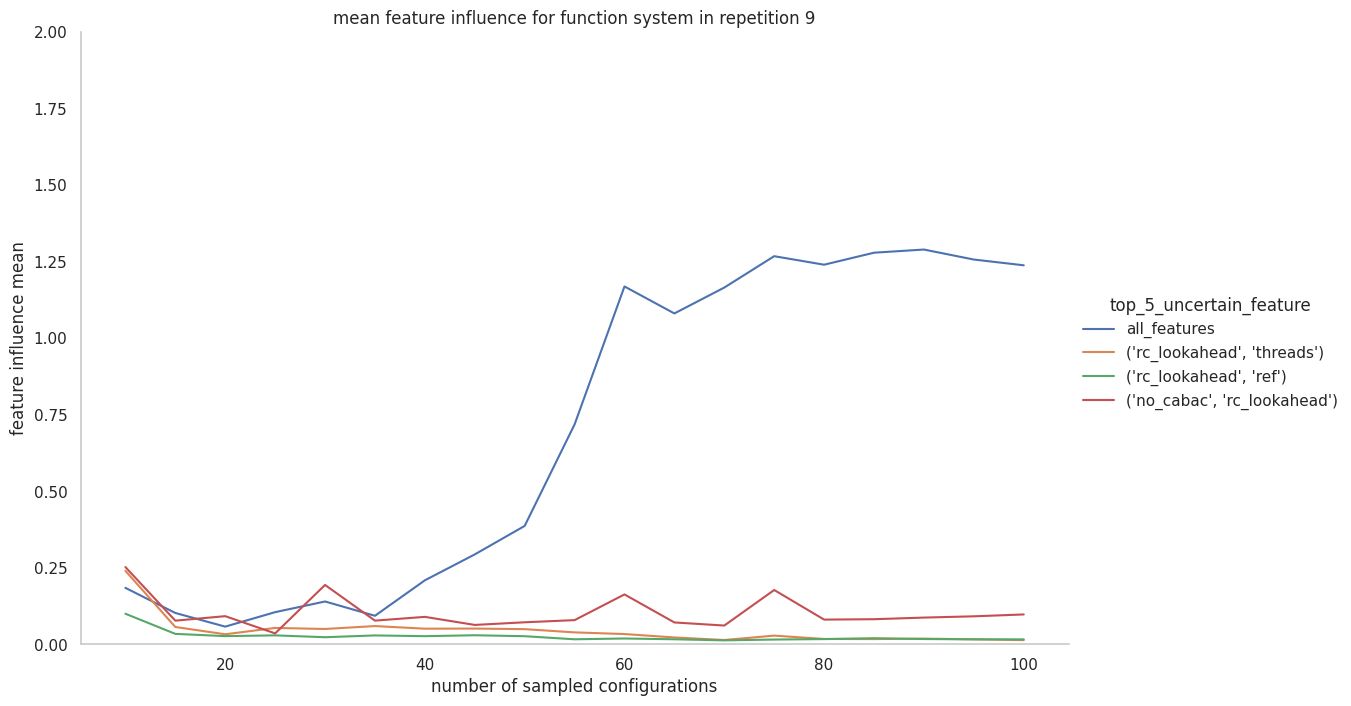 mean feature influence for function system in repetition 9
2.00
1.75
1.50
1.25
1.00
0.75
0.50
0.25
0.00
feature influence mean
20
40
60
80
100
number of sampled configurations
top_5_uncertain_feature
all_features
('rc_lookahead', 'threads')
('rc_lookahead', 'ref')
('no_cabac', 'rc_lookahead')